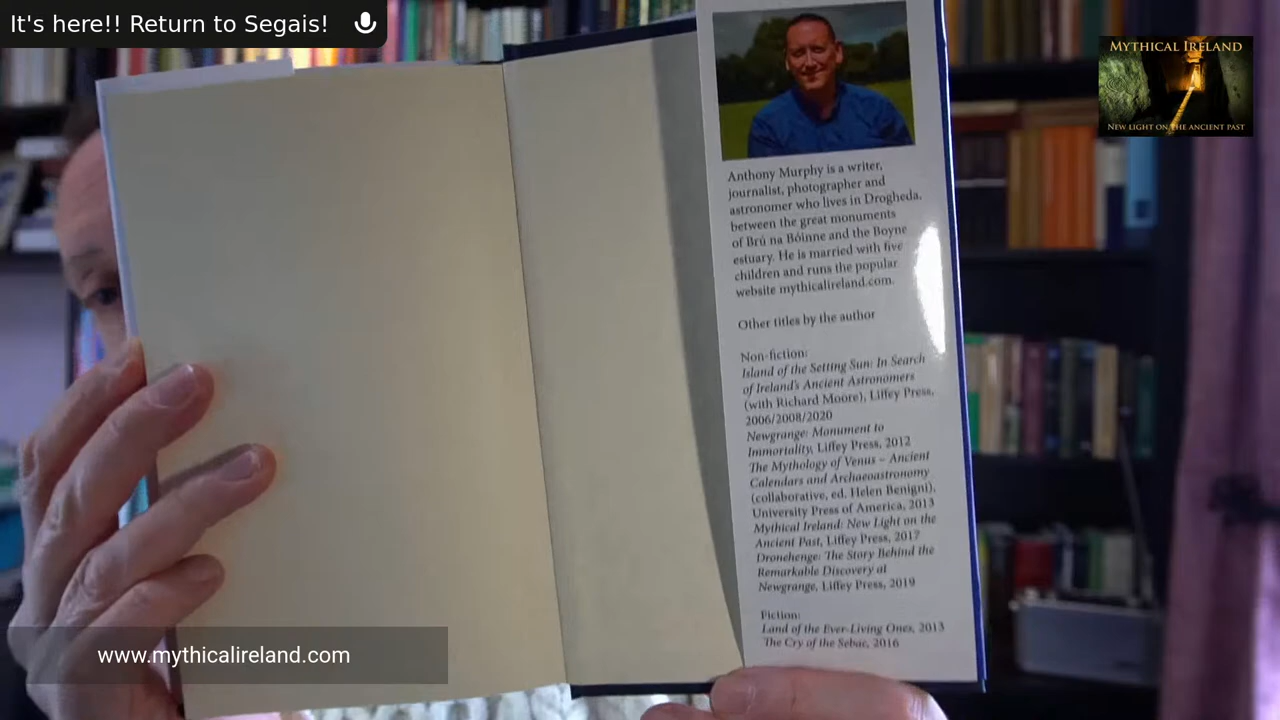 It's here!! Return to Segais!
MYTHICAL IRELAND
NEW LIGHT ON THE ANCIENT PAST
Anthony Murphy is a writer,
journalist, photographer and
astronomer who lives in Drogheda,
between the great monuments
of Brú na Bóinne and the Boyne
estuary. He is married with five
children and runs the popular
website mythicalireland.com.
Other titles by the author
Non-fiction:
Island of the Setting Sun: In Search
of Ireland's Ancient Astronomers
(with Richard Moore), Liffey Press,
2006/2008/2020
Newgrange: Monument to
Immortality, Liffey Press, 2012
The Mythology of Venus – Ancient
Calendars and Archaeoastronomy
(collaborative, ed. Helen Benigni),
University Press of America, 2013
Mythical Ireland: New Light on the
Ancient Past, Liffey Press, 2017
Dronehenge: The Story Behind the
Remarkable Discovery at
Newgrange, Liffey Press, 2019
Fiction:
Land of the Ever-Living Ones, 2013
The Cry of the Sebac, 2016
www.mythicalireland.com